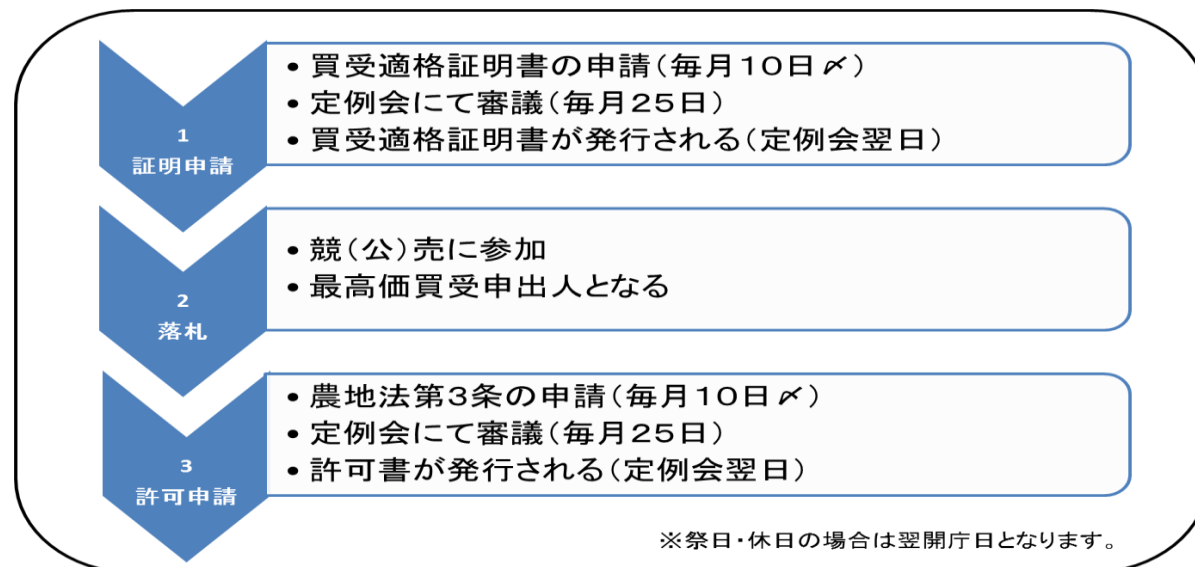 1
証明申請
• 買受適格証明書の申請(毎月10日〆)
• 定例会にて審議(毎月25日)
• 買受適格証明書が発行される(定例会翌日)
2
落札
• 競(公)売に参加
• 最高価買受申出人となる
3
許可申請
• 農地法第3条の申請(毎月10日〆)
• 定例会にて審議(毎月25日)
• 許可書が発行される(定例会翌日)
※祭日・休日の場合は翌開庁日となります。